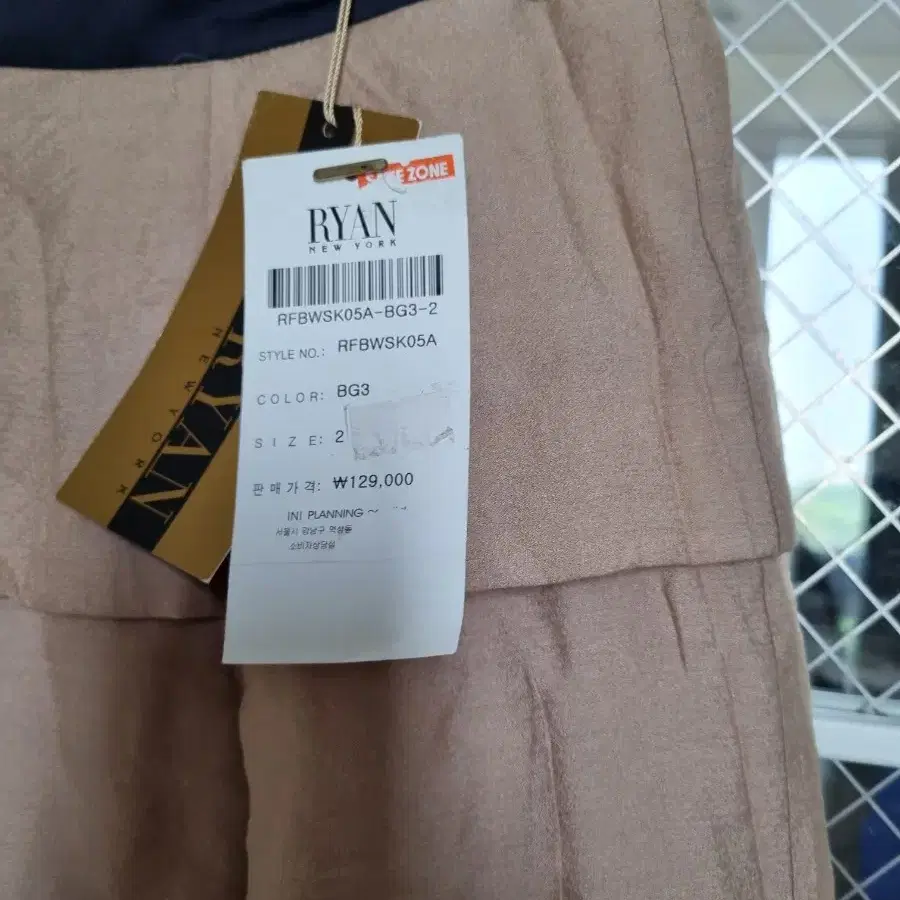 ZONE
RYAN
NEW YORK
RFBWSK05A-BG3-2
STYLE NO.: RFBWSK05A
COLOR: BG3
SIZE: 2
판매가격: ₩129,000
INI PLANNING
서울시 강남구 역삼동
소비자상담실
RYAN
NEW YORK